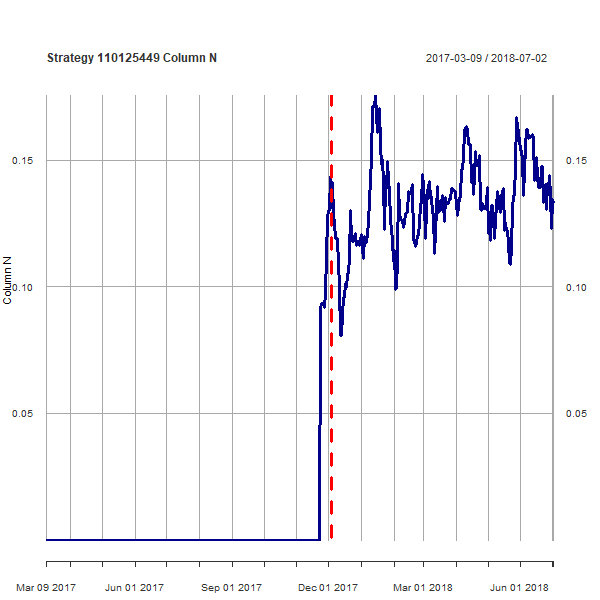 Strategy 110125449 Column N
2017-03-09 / 2018-07-02
0.15
0.15
0.10
0.10
0.05
0.05
Column N
Mar 09 2017
Jun 01 2017
Sep 01 2017
Dec 01 2017
Mar 01 2018
Jun 01 2018